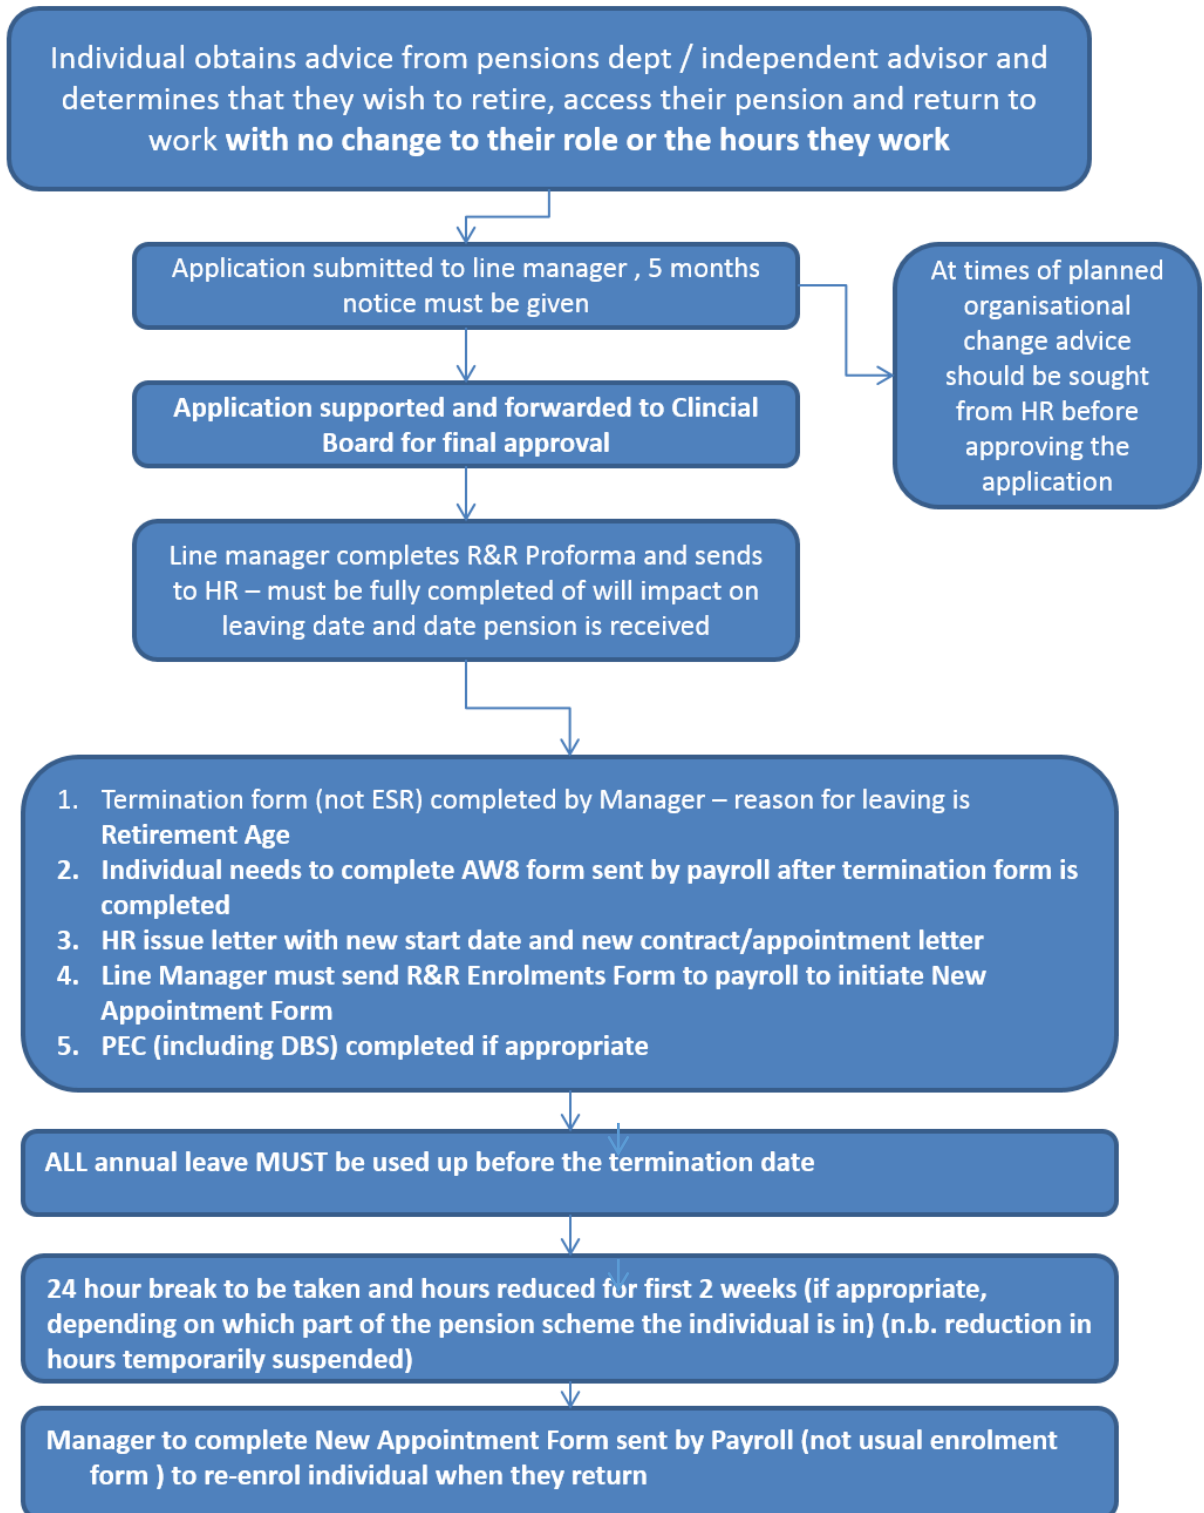 Individual obtains advice from pensions dept / independent advisor and
determines that they wish to retire, access their pension and return to
work with no change to their role or the hours they work
Application submitted to line manager , 5 months
notice must be given
At times of planned
organisational
change advice
should be sought
from HR before
approving the
application
Application supported and forwarded to Clincial
Board for final approval
Line manager completes R&R Proforma and sends
to HR – must be fully completed of will impact on
leaving date and date pension is received
1. Termination form (not ESR) completed by Manager – reason for leaving is
Retirement Age
2. Individual needs to complete AW8 form sent by payroll after termination form is
completed
3. HR issue letter with new start date and new contract/appointment letter
4. Line Manager must send R&R Enrolments Form to payroll to initiate New
Appointment Form
5. PEC (including DBS) completed if appropriate
ALL annual leave MUST be used up before the termination date
24 hour break to be taken and hours reduced for first 2 weeks (if appropriate,
depending on which part of the pension scheme the individual is in) (n.b. reduction in
hours temporarily suspended)
Manager to complete New Appointment Form sent by Payroll (not usual enrolment
form ) to re-enrol individual when they return